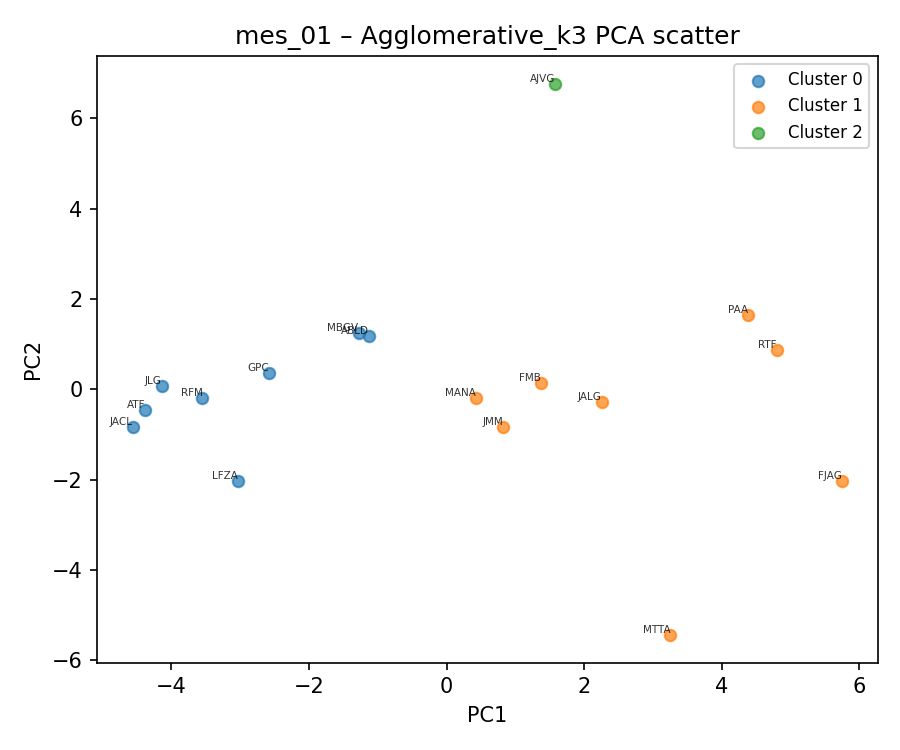 mes_01 – Agglomerative_k3 PCA scatter
AJVG
Cluster 0
Cluster 1
Cluster 2
6
4
2
0
−2
−4
−6
PC2
PAA
RTF
MBGV
GPC
JLG
RFM
ATF
JACL
LFZA
FMB
MANA
JALG
JMM
FJAG
MTTA
−4
−2
0
2
4
6
PC1